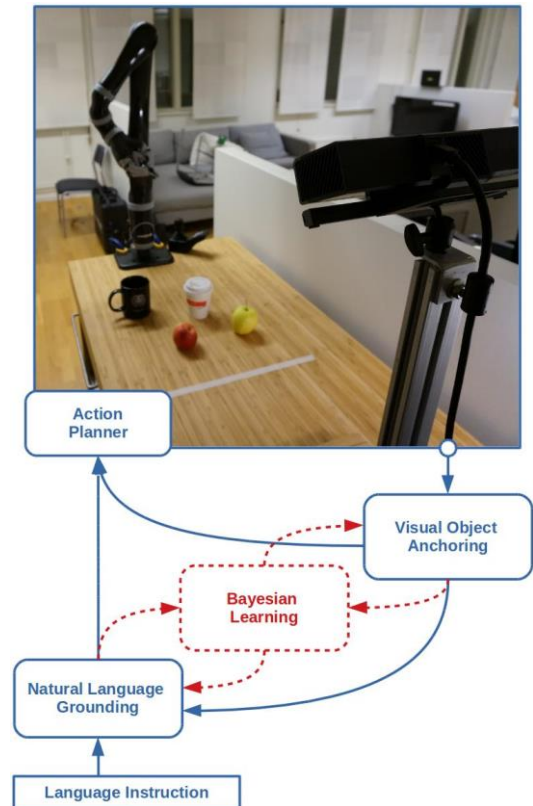 Action
Planner
Visual Object
Anchoring
Bayesian
Learning
Natural Language
Grounding
Language Instruction